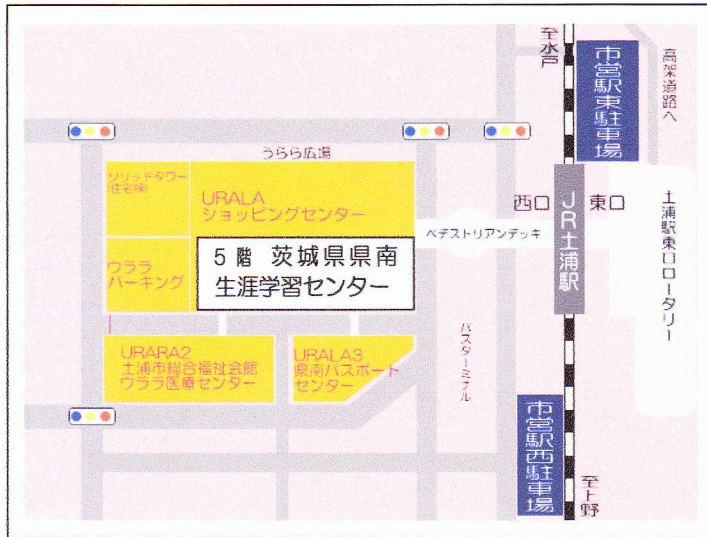 至水戸
市営駅東駐車場
高架道路へ
うらら広場
ソリッドタワー
(住宅棟)
URALA
ショッピングセンター
西口
JR土浦駅
東口
土浦駅東口ロータリー
ペデストリアンデッキ
ウララ
パーキング
5階 茨城県県南
生涯学習センター
バスターミナル
URARA2
土浦市総合福祉会館
ウララ医療センター
URALA3
県南パスポート
センター
市営駅西駐車場
至上野